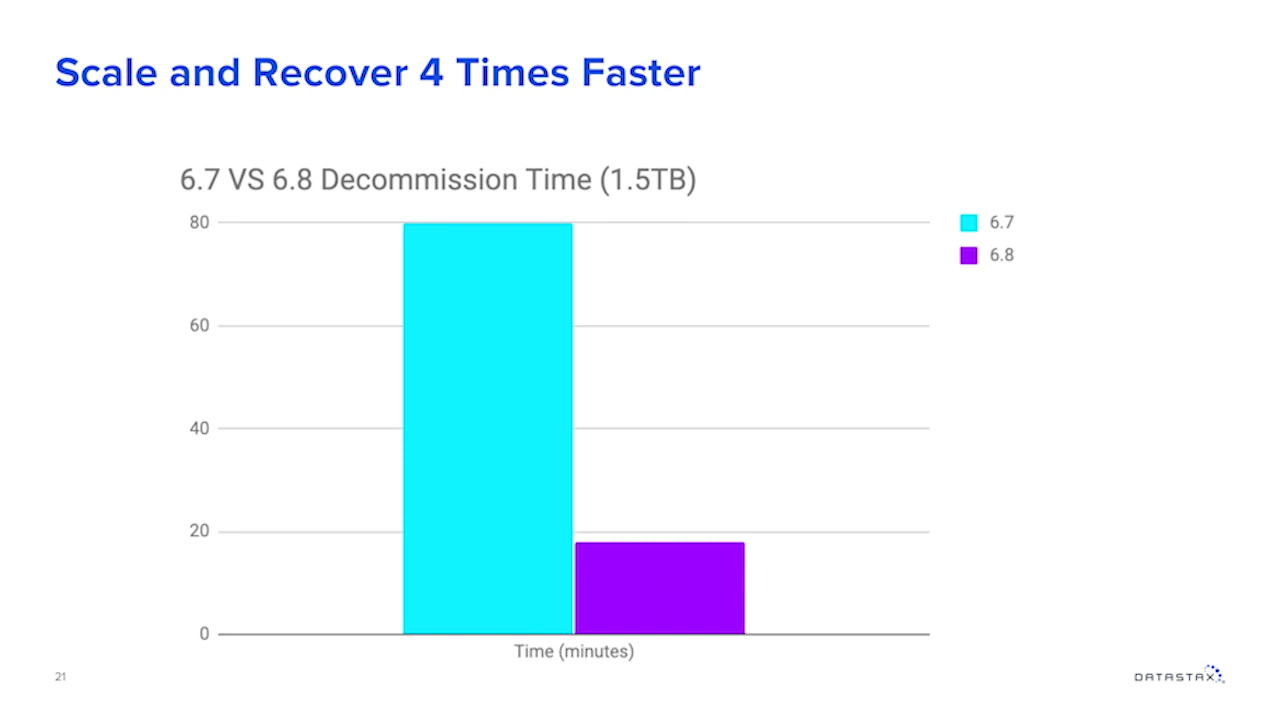 Scale and Recover 4 Times Faster
6.7 VS 6.8 Decommission Time (1.5TB)
80
60
40
20
0
6.7
6.8
Time (minutes)
21
DATASTAX